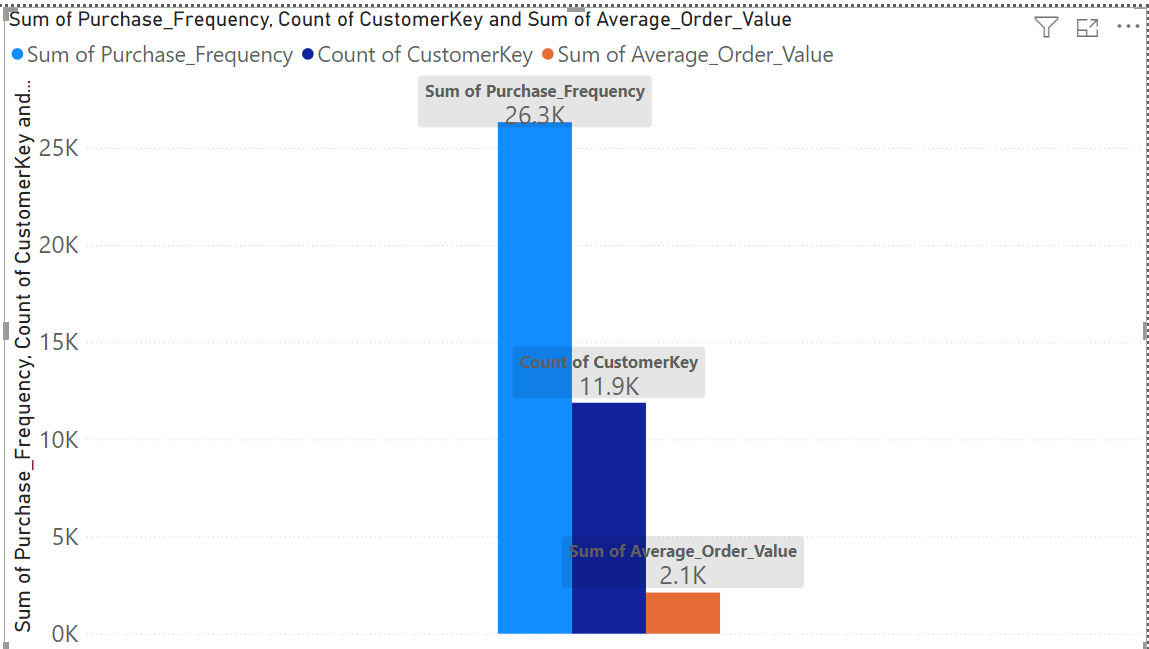 Sum of Purchase_Frequency, Count of CustomerKey and Sum of Average_Order_Value
Sum of Purchase_Frequency Count of CustomerKey Sum of Average_Order_Value
Sum of Purchase_Frequency, Count of CustomerKey and...
25K
20K
15K
10K
5K
0K
Sum of Purchase_Frequency
26.3K
Count of CustomerKey
11.9K
Sum of Average_Order_Value
2.1K